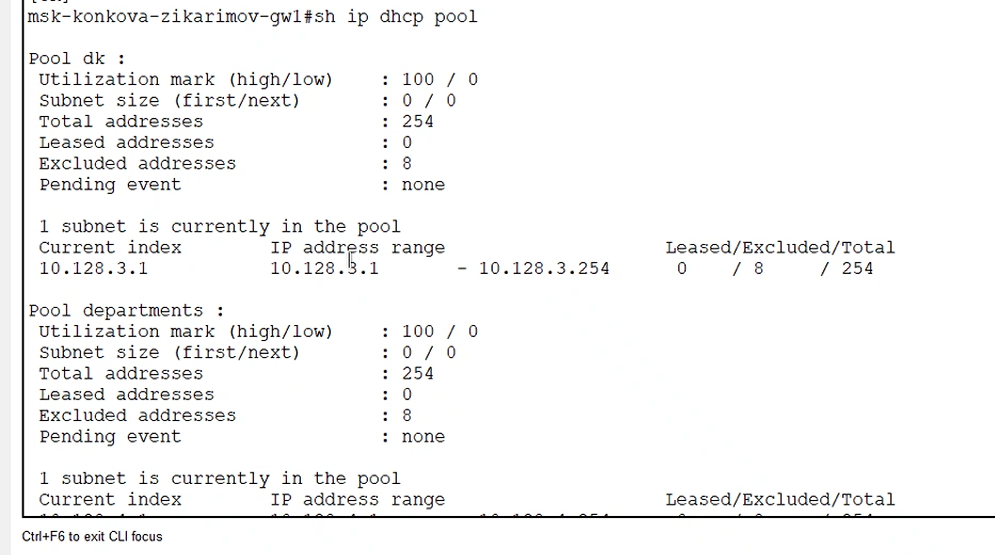 msk-konkova-zikarimov-gw1#sh ip dhcp pool
Pool dk :
Utilization mark (high/low) : 100 / 0
Subnet size (first/next) : 0 / 0
Total addresses : 254
Leased addresses : 0
Excluded addresses : 8
Pending event : none
1 subnet is currently in the pool
Current index IP address range Leased/Excluded/Total
10.128.3.1 10.128.3.1 - 10.128.3.254 0 / 8 / 254
Pool departments :
Utilization mark (high/low) : 100 / 0
Subnet size (first/next) : 0 / 0
Total addresses : 254
Leased addresses : 0
Excluded addresses : 8
Pending event : none
1 subnet is currently in the pool
Current index IP address range Leased/Excluded/Total
Ctrl+F6 to exit CLI focus